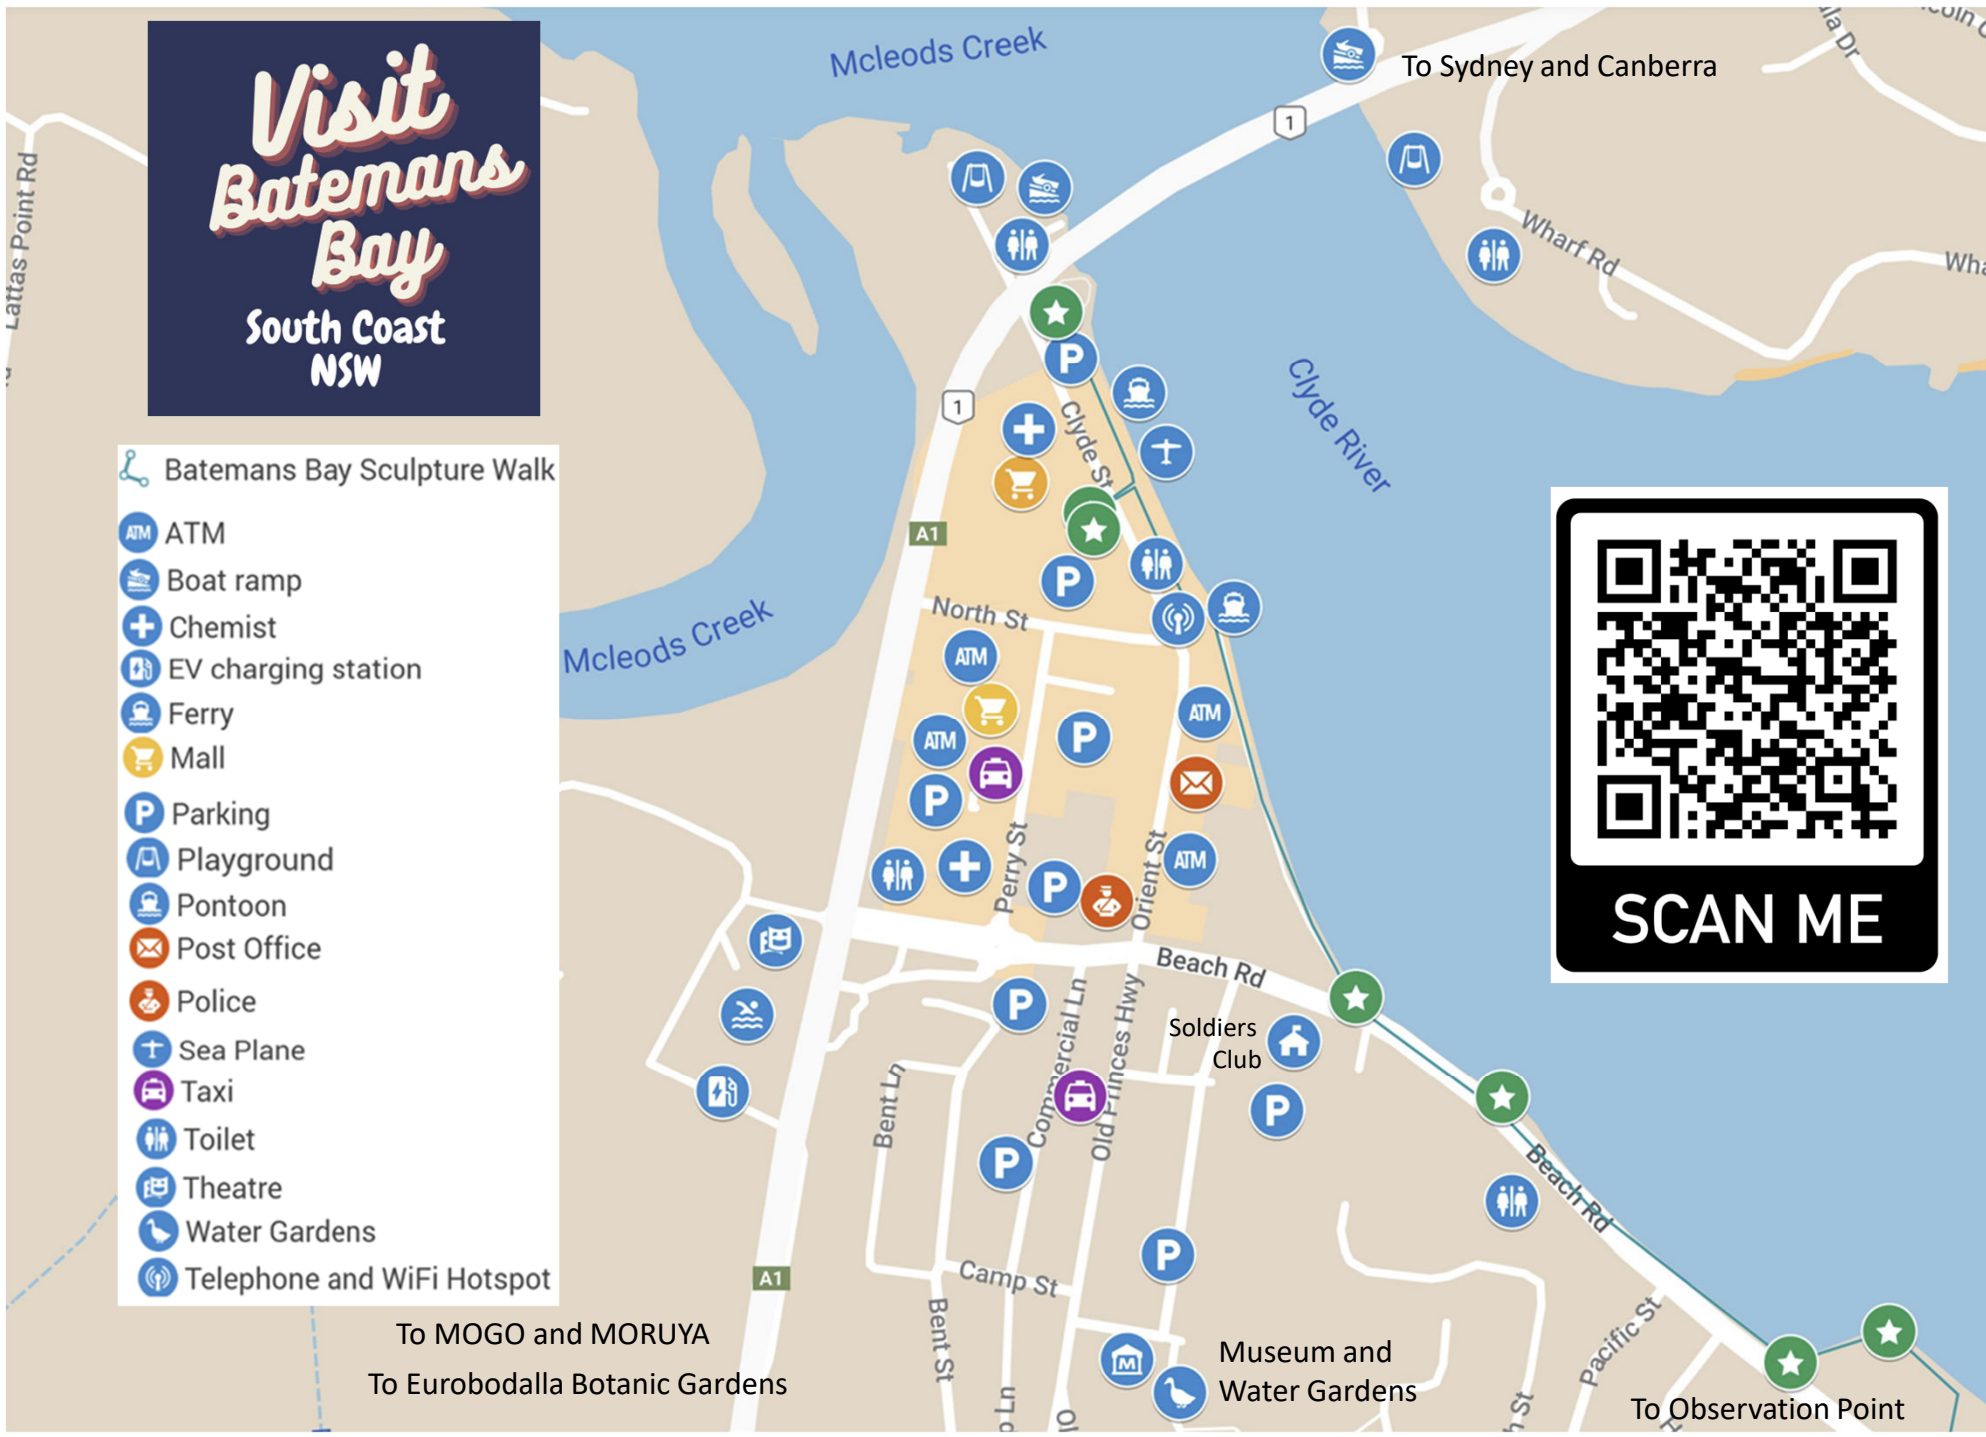 Visit
Batemans
Bay
South Coast
NSW
Mcleods Creek
To Sydney and Canberra
1
Lattas Point Rd
Wharf Rd
Clyde River
1
Clyde St
A1
North St
Mcleods Creek
Batemans Bay Sculpture Walk
ATM ATM
Boat ramp
Chemist
EV charging station
Ferry
Mall
P Parking
Playground
Pontoon
Post Office
Police
Sea Plane
Taxi
Toilet
Theatre
Water Gardens
Telephone and WiFi Hotspot
P
P
ATM
ATM
ATM
P
P
ATM
P
Perry St
Orient St
Beach Rd
P
Commercial Ln
Old Princes Hwy
Soldiers
Club
P
Bent Ln
P
P
Camp St
Bent St
A1
M
Museum and
Water Gardens
Beach Rd
Pacific St
To Observation Point
To MOGO and MORUYA
To Eurobodalla Botanic Gardens
SCAN ME